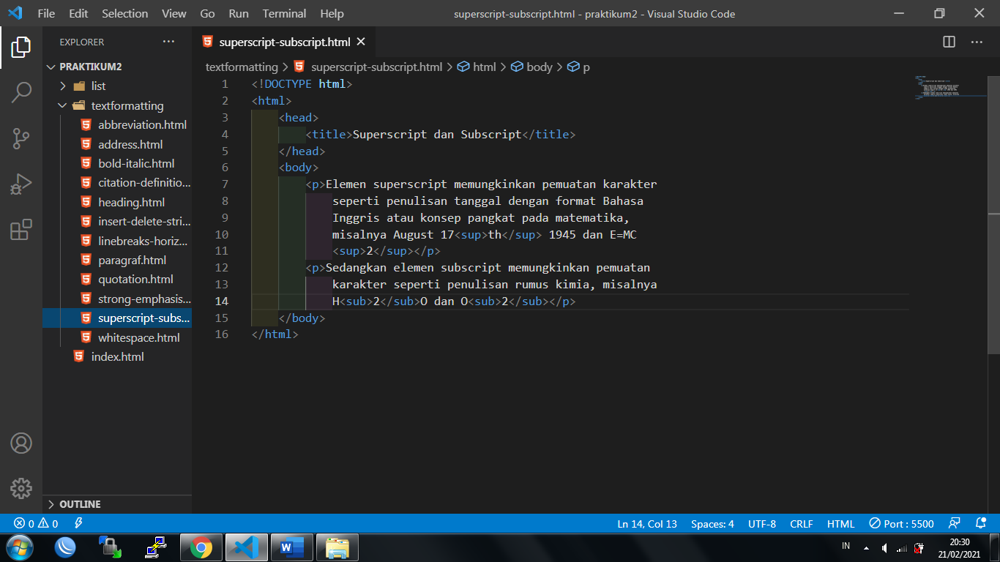 File Edit Selection View Go Run Terminal Help superscript-subscript.html - praktikum2 - Visual Studio Code
EXPLORER
PRAKTIKUM2
list
textformatting
abbreviation.html
address.html
bold-italic.html
citation-definitio...
heading.html
insert-delete-stri...
linebreaks-horiz...
paragraf.html
quotation.html
strong-emphasis...
superscript-subs...
whitespace.html
index.html
OUTLINE
superscript-subscript.html
textformatting > superscript-subscript.html > html > body > p
1 <!DOCTYPE html>
2 <html>
3 <head>
4 <title>Superscript dan Subscript</title>
5 </head>
6 <body>
7 <p>Elemen superscript memungkinkan pemuatan karakter
8 seperti penulisan tanggal dengan format Bahasa
9 Inggris atau konsep pangkat pada matematika,
10 misalnya August 17<sup>th</sup> 1945 dan E=MC
11 <sup>2</sup></p>
12 <p>Sedangkan elemen subscript memungkinkan pemuatan
13 karakter seperti penulisan rumus kimia, misalnya
14 H<sub>2</sub>O dan O<sub>2</sub></p>
15 </body>
16 </html>
0 0 Ln 14, Col 13 Spaces: 4 UTF-8 CRLF HTML Port : 5500
IN 20:30
21/02/2021